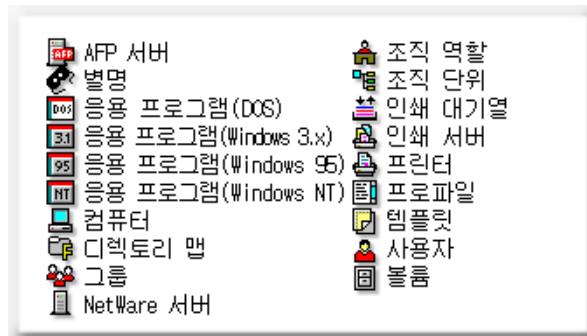 AFP 서버
별명
응용 프로그램(DOS)
응용 프로그램(Windows 3.x)
응용 프로그램(Windows 95)
응용 프로그램(Windows NT)
컴퓨터
디렉토리 맵
그룹
NetWare 서버
조직 역할
조직 단위
인쇄 대기열
인쇄 서버
프린터
프로파일
템플릿
사용자
볼륨